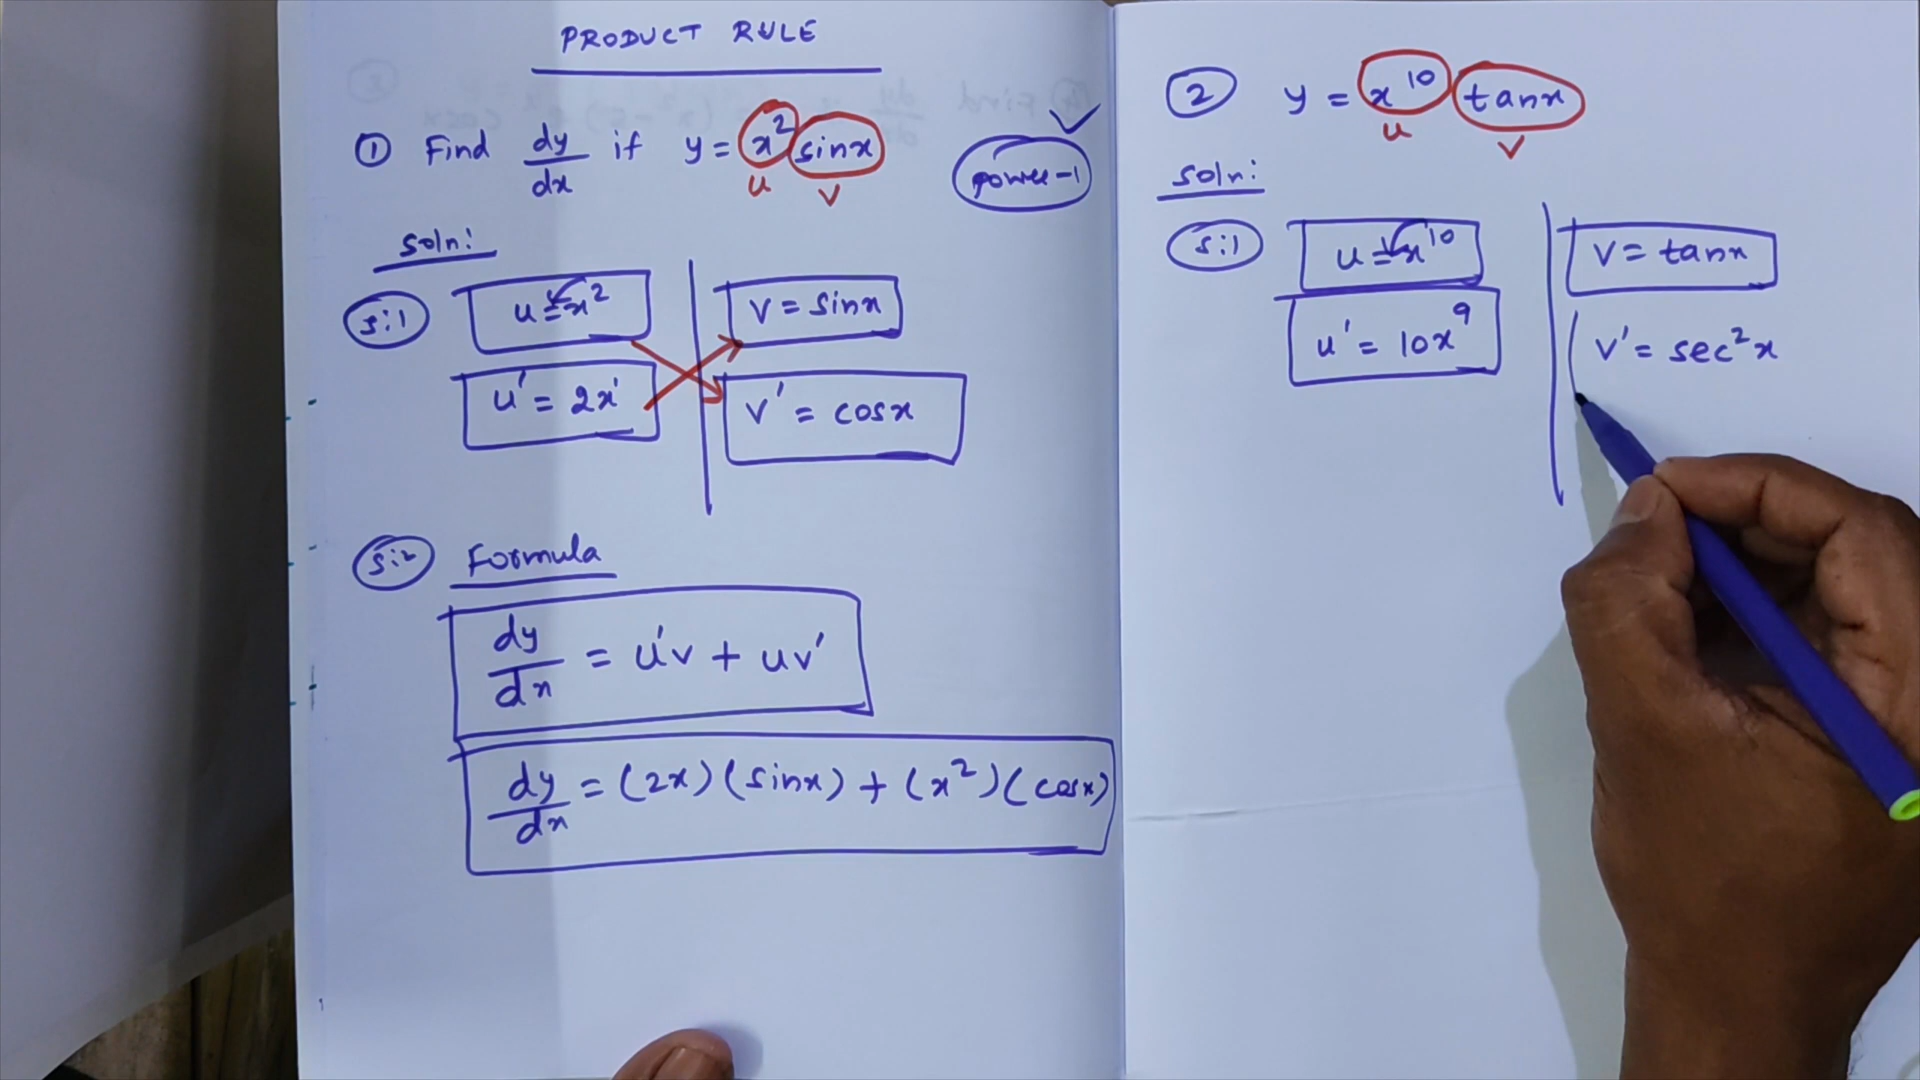 PRODUCT RULE
① Find dy/dx if y = x² sinx
u v
power-1
soln:
S:1 u = x² v = sinx
u' = 2x¹ v' = cosx
S:2 Formula
dy/dx = u'v + uv'
dy/dx = (2x)(sinx) + (x²)(cosx)
② y = x¹⁰ tanx
u v
soln:
S:1 u = x¹⁰ v = tanx
u' = 10x⁹ v' = sec²x